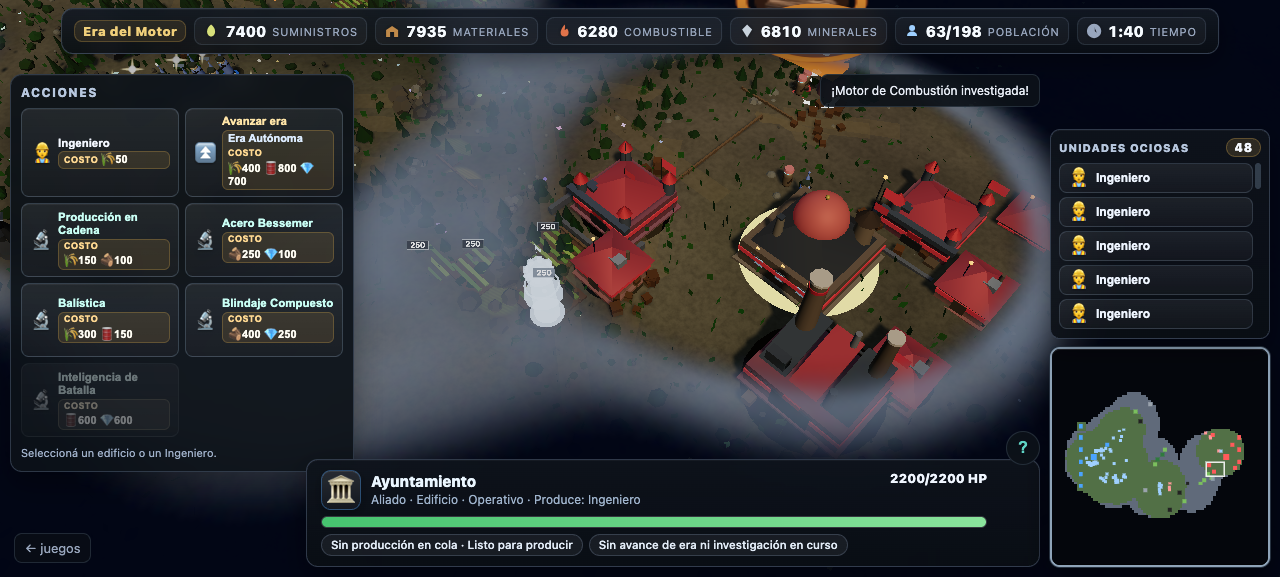 Era del Motor
7400 SUMINISTROS
7935 MATERIALES
6280 COMBUSTIBLE
6810 MINERALES
63/198 POBLACIÓN
1:40 TIEMPO
ACCIONES
Ingeniero
COSTO 50
Avanzar era
Era Autónoma
COSTO
400 800
700
Producción en
Cadena
COSTO
150 100
Acero Bessemer
COSTO
250 100
Balística
COSTO
300 150
Blindaje Compuesto
COSTO
400 250
Inteligencia de
Batalla
COSTO
600 600
Seleccioná un edificio o un Ingeniero.
¡Motor de Combustión investigada!
250
250
250
250
UNIDADES OCIOSAS 48
Ingeniero
Ingeniero
Ingeniero
Ingeniero
Ingeniero
?
Ayuntamiento
2200/2200 HP
Aliado · Edificio · Operativo · Produce: Ingeniero
Sin producción en cola · Listo para producir
Sin avance de era ni investigación en curso
← juegos